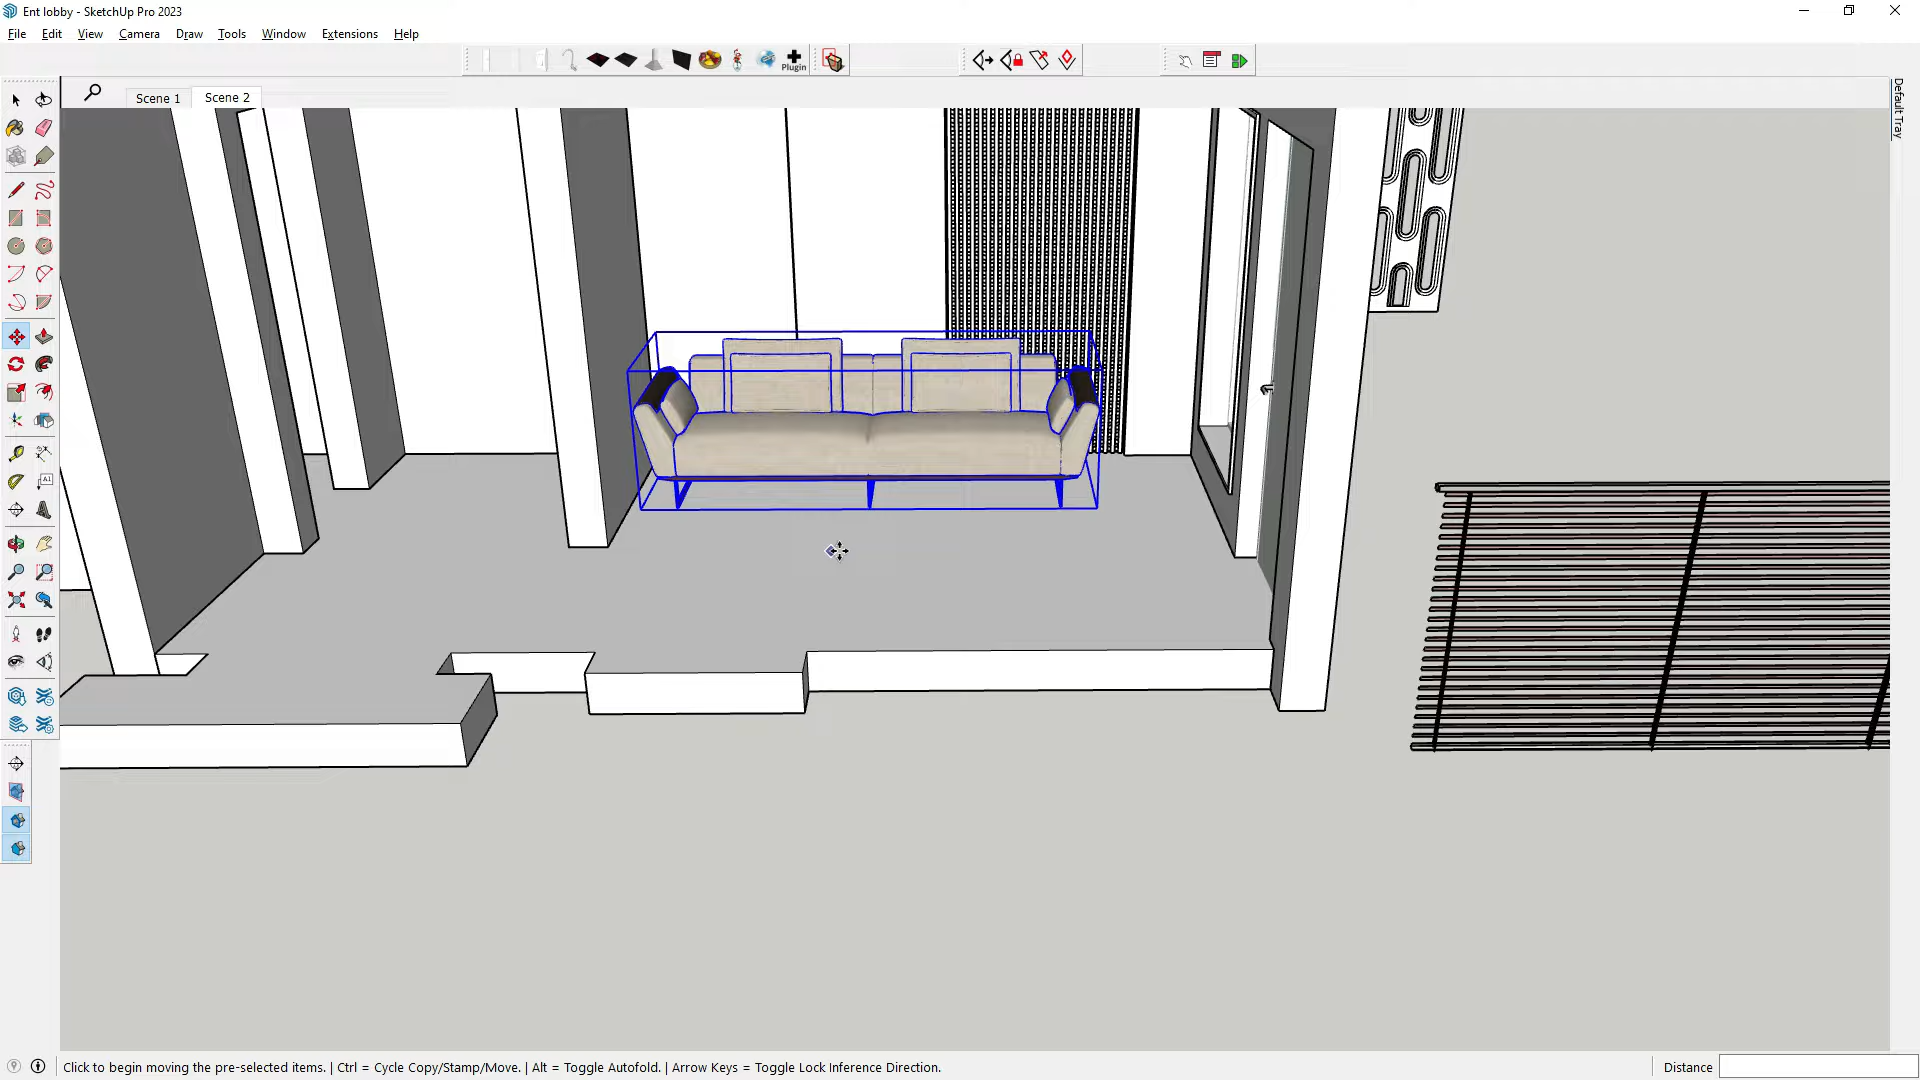 Ent lobby - SketchUp Pro 2023
File Edit View Camera Draw Tools Window Extensions Help
Plugin
Scene 1 Scene 2
Default Tray
A1
Click to begin moving the pre-selected items. | Ctrl = Cycle Copy/Stamp/Move. | Alt = Toggle Autofold. | Arrow Keys = Toggle Lock Inference Direction.
Distance